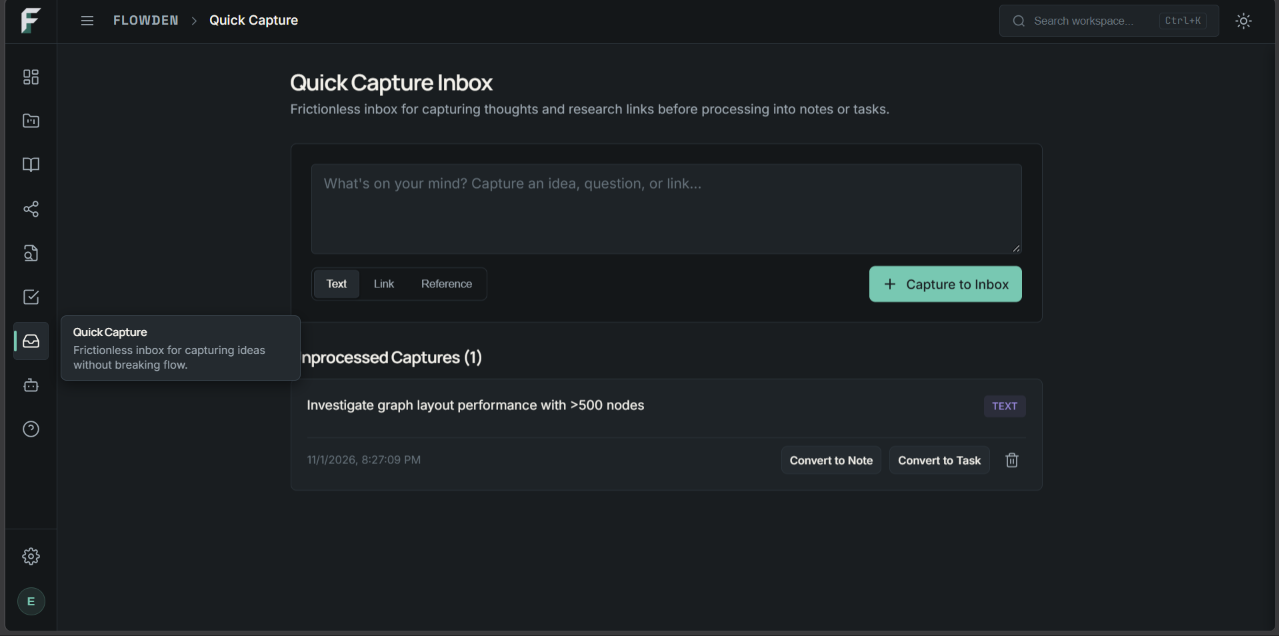 FLOWDEN > Quick Capture
Search workspace... Ctrl+K
Quick Capture Inbox
Frictionless inbox for capturing thoughts and research links before processing into notes or tasks.
What's on your mind? Capture an idea, question, or link...
Text Link Reference
+ Capture to Inbox
Quick Capture
Frictionless inbox for capturing ideas
without breaking flow.
nprocessed Captures (1)
Investigate graph layout performance with >500 nodes
TEXT
11/1/2026, 8:27:09 PM
Convert to Note Convert to Task
E